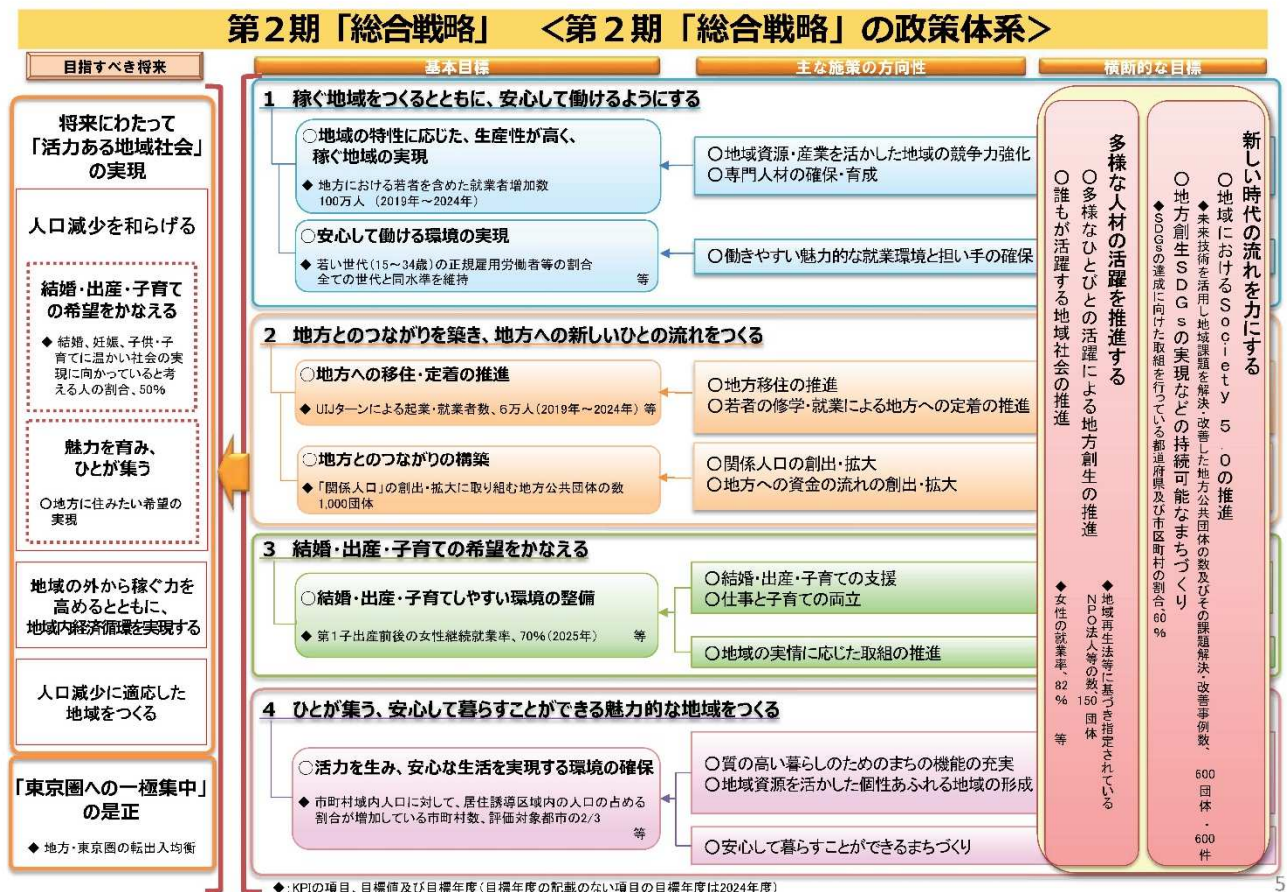 第２期「総合戦略」　＜第２期「総合戦略」の政策体系＞
目指すべき将来
基本目標
主な施策の方向性
横断的な目標
将来にわたって
「活力ある地域社会」
の実現
人口減少を和らげる
結婚・出産・子育て
の希望をかなえる
◆ 結婚、妊娠、子供・子
育てに温かい社会の実
現に向かっていると考
える人の割合、50%
魅力を育み、
ひとが集う
○地方に住みたい希望の
実現
地域の外から稼ぐ力を
高めるとともに、
地域内経済循環を実現する
人口減少に適応した
地域をつくる
「東京圏への一極集中」
の是正
◆ 地方・東京圏の転出入均衡
１ 稼ぐ地域をつくるとともに、安心して働けるようにする
○地域の特性に応じた、生産性が高く、
稼ぐ地域の実現
◆ 地方における若者を含めた就業者増加数
100万人 （2019年～2024年）
○地域資源・産業を活かした地域の競争力強化
○専門人材の確保・育成
○安心して働ける環境の実現
◆ 若い世代（15～34歳）の正規雇用労働者等の割合
全ての世代と同水準を維持 等
○働きやすい魅力的な就業環境と担い手の確保
２ 地方とのつながりを築き、地方への新しいひとの流れをつくる
○地方への移住・定着の推進
◆ UIJターンによる起業・就業者数、６万人（2019年～2024年） 等
○地方移住の推進
○若者の修学・就業による地方への定着の推進
○地方とのつながりの構築
◆ 「関係人口」の創出・拡大に取り組む地方公共団体の数
1,000団体
○関係人口の創出・拡大
○地方への資金の流れの創出・拡大
３ 結婚・出産・子育ての希望をかなえる
○結婚・出産・子育てしやすい環境の整備
◆ 第１子出産前後の女性継続就業率、70%（2025年） 等
○結婚・出産・子育ての支援
○仕事と子育ての両立
○地域の実情に応じた取組の推進
４ ひとが集う、安心して暮らすことができる魅力的な地域をつくる
○活力を生み、安心な生活を実現する環境の確保
◆ 市町村域内人口に対して、居住誘導区域内の人口の占める
割合が増加している市町村数、評価対象都市の2/3
等
○質の高い暮らしのためのまちの機能の充実
○地域資源を活かした個性あふれる地域の形成
○安心して暮らすことができるまちづくり
新しい時代の流れを力にする
○地域におけるＳｏｃｉｅｔｙ ５．０の推進
◆未来技術を活用し地域課題を解決・改善した地方公共団体の数及びその課題解決・改善事例数、600団体・600件
○地方創生ＳＤＧｓの実現などの持続可能なまちづくり
◆ＳＤＧｓの達成に向けた取組を行っている都道府県及び市区町村の割合、60%
多様な人材の活躍を推進する
○多様なひとびとの活躍による地方創生の推進
◆地域再生法等に基づき指定されている
ＮＰＯ法人等の数、150団体
○誰もが活躍する地域社会の推進
◆女性の就業率、82% 等
◆：KPIの項目、目標値及び目標年度（目標年度の記載のない項目の目標年度は2024年度）
5